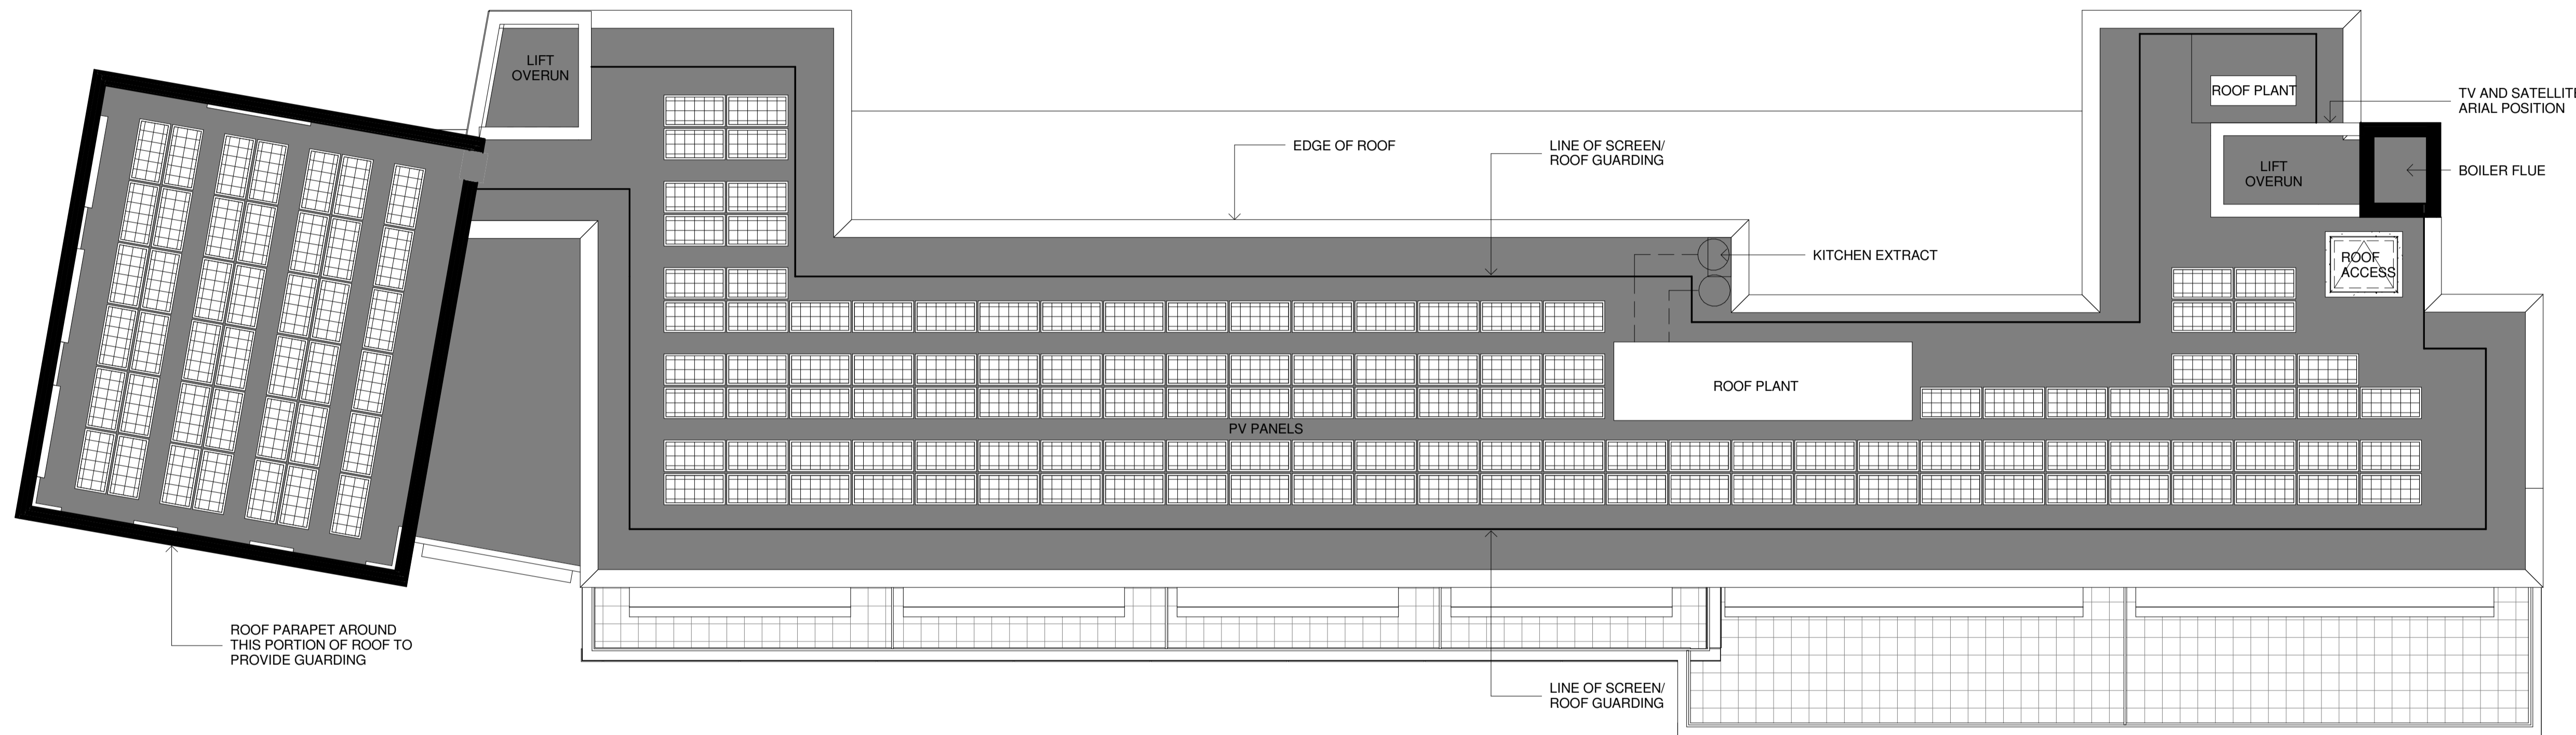 LIFT
OVERUN
EDGE OF ROOF
LINE OF SCREEN/
ROOF GUARDING
KITCHEN EXTRACT
ROOF PLANT
TV AND SATELLITE
ARIAL POSITION
LIFT
OVERUN
BOILER FLUE
ROOF
ACCESS
ROOF PLANT
PV PANELS
ROOF PARAPET AROUND
THIS PORTION OF ROOF TO
PROVIDE GUARDING
LINE OF SCREEN/
ROOF GUARDING